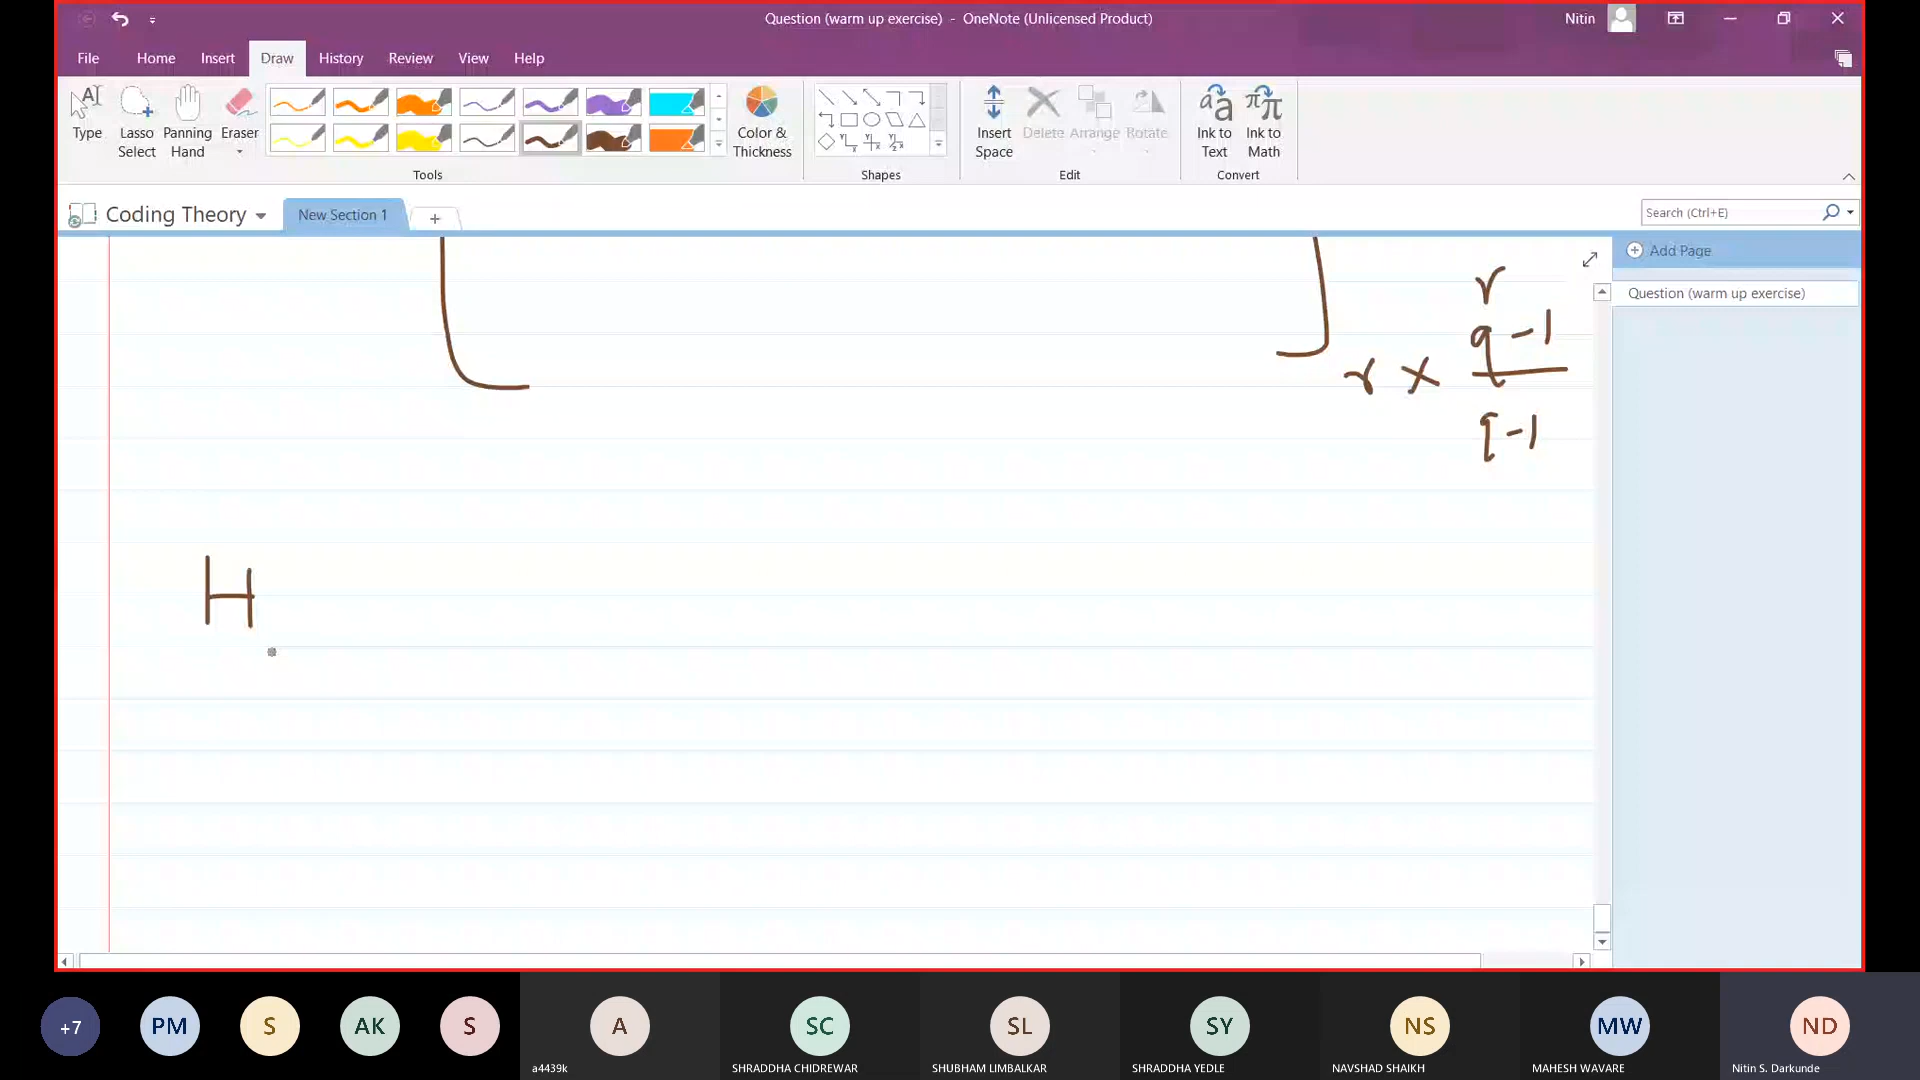 Question (warm up exercise) - OneNote (Unlicensed Product)
Nitin
File Home Insert Draw History Review View Help
Type
Lasso Select
Panning Hand
Eraser
Color & Thickness
Insert Space
Delete
Arrange
Rotate
Ink to Text
Ink to Math
Tools
Shapes
Edit
Convert
Coding Theory
New Section 1
Search (Ctrl+E)
Add Page
Question (warm up exercise)
r
q -1
r ×
q -1
H
+7
PM
S
AK
S
A
SC
SL
SY
NS
MW
ND
a4439k
SHRADDHA CHIDREWAR
SHUBHAM LIMBALKAR
SHRADDHA YEDLE
NAVSHAD SHAIKH
MAHESH WAVARE
Nitin S. Darkunde